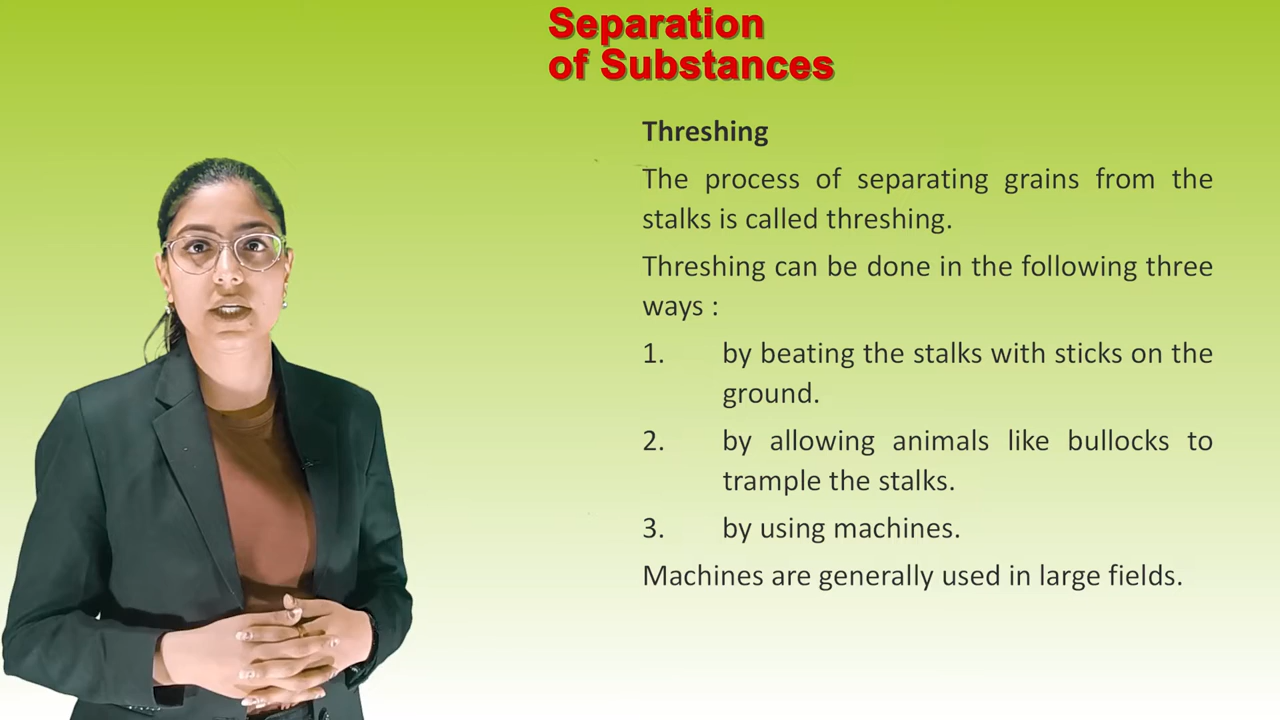 Separation
of Substances
Threshing
The process of separating grains from the
stalks is called threshing.
Threshing can be done in the following three
ways :
1. by beating the stalks with sticks on the
ground.
2. by allowing animals like bullocks to
trample the stalks.
3. by using machines.
Machines are generally used in large fields.